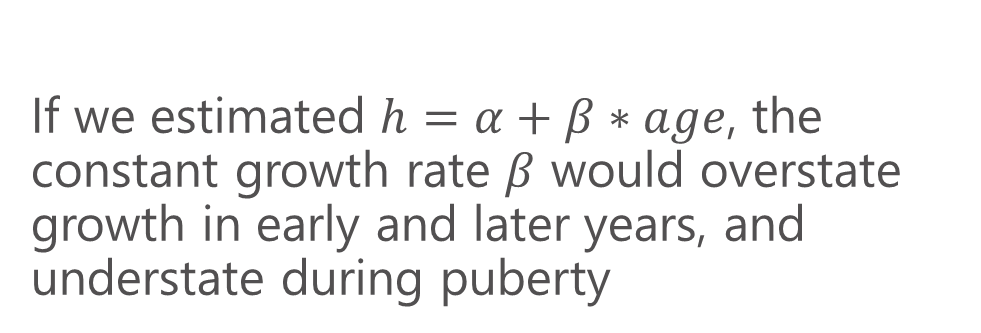 If we estimated ℎ = 𝛼 + 𝛽 ∗ 𝑎𝑔𝑒, the
constant growth rate 𝛽 would overstate
growth in early and later years, and
understate during puberty